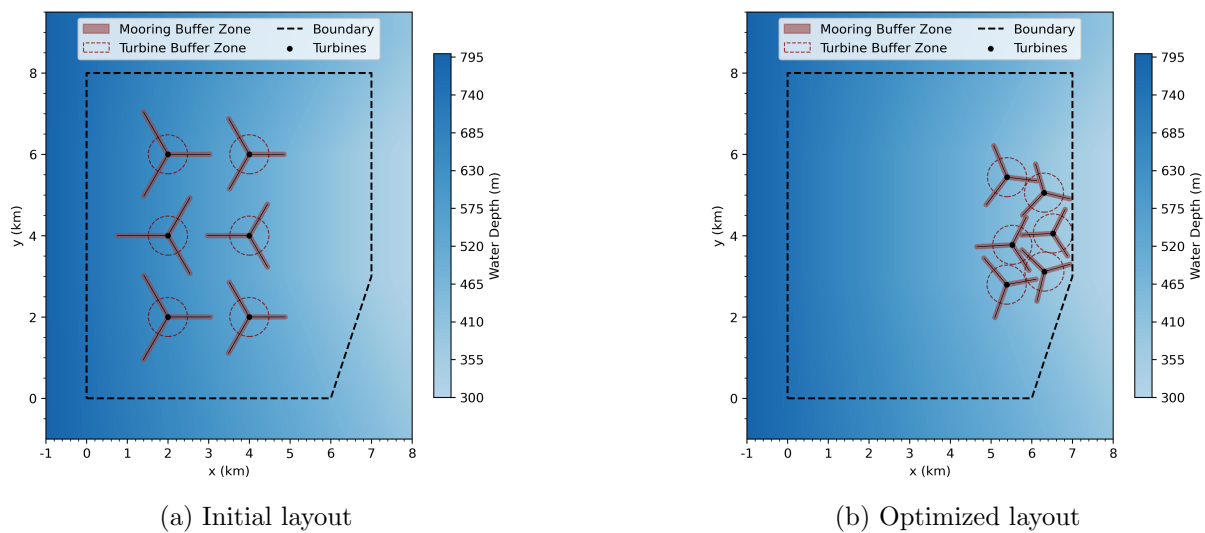 Mooring Buffer Zone
Turbine Buffer Zone
Boundary
Turbines
8
6
4
2
0
y (km)
-1 0 1 2 3 4 5 6 7 8
x (km)
795
740
685
630
575
520
465
410
355
300
Water Depth (m)
(a) Initial layout
Mooring Buffer Zone
Turbine Buffer Zone
Boundary
Turbines
8
6
4
2
0
y (km)
-1 0 1 2 3 4 5 6 7 8
x (km)
795
740
685
630
575
520
465
410
355
300
Water Depth (m)
(b) Optimized layout